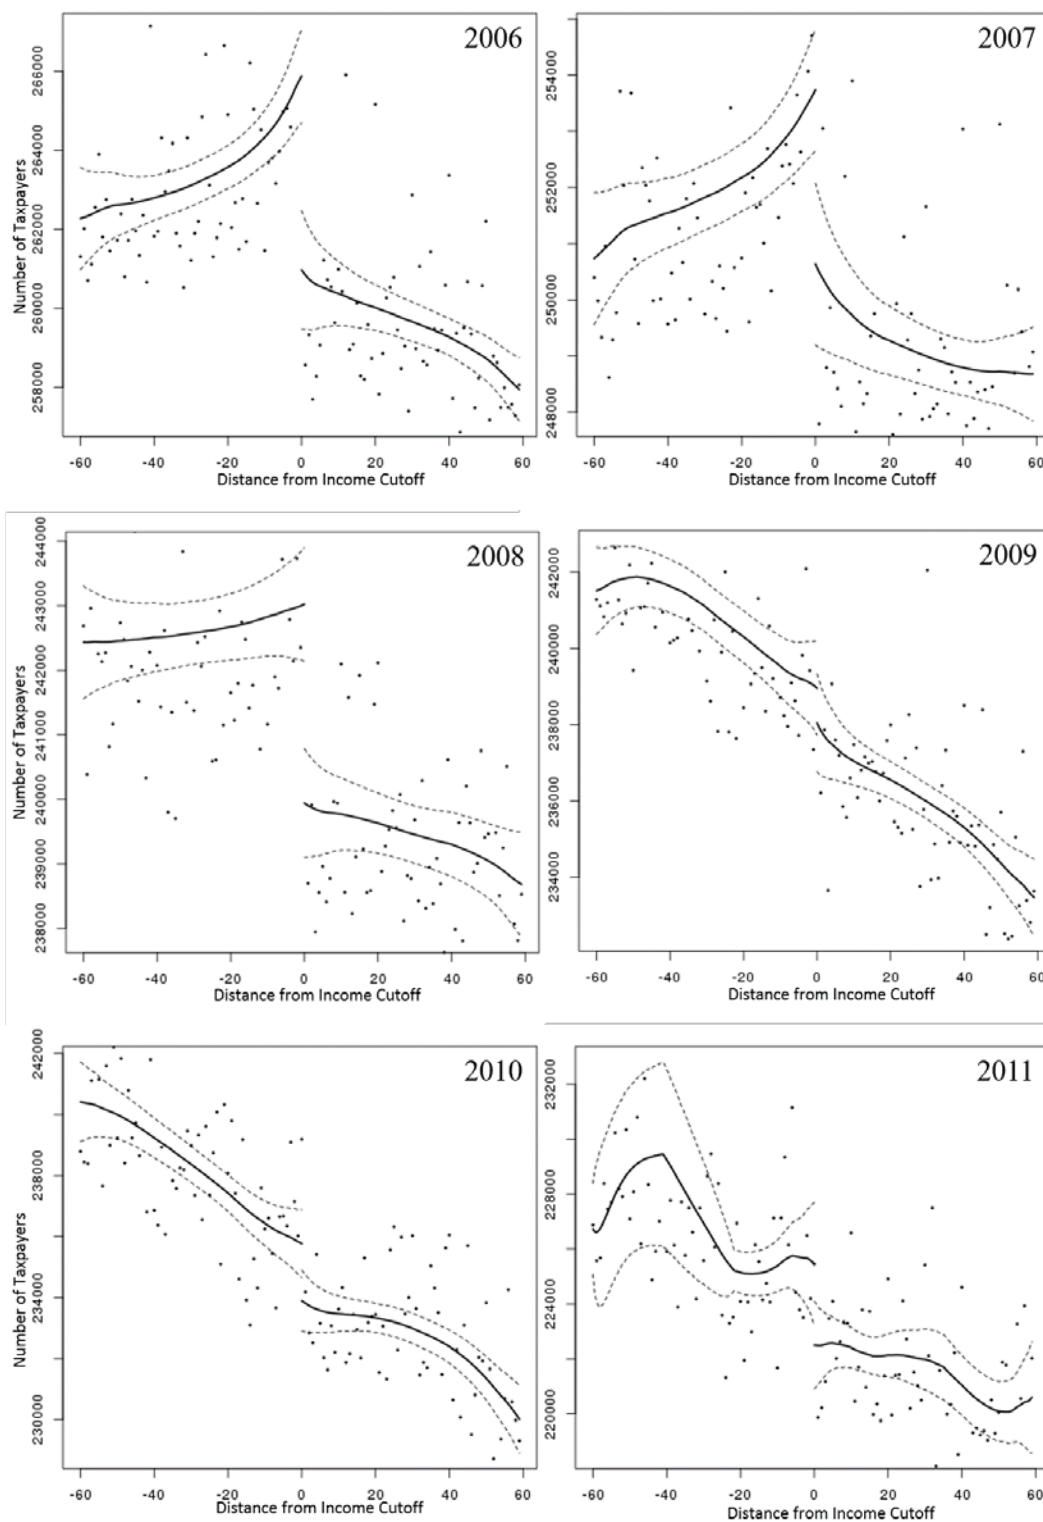 2006
Number of Taxpayers
266000
264000
262000
260000
258000
-60 -40 -20 0 20 40 60
Distance from Income Cutoff
2007
254000
252000
250000
248000
-60 -40 -20 0 20 40 60
Distance from Income Cutoff
2008
Number of Taxpayers
244000
243000
242000
241000
240000
239000
238000
-60 -40 -20 0 20 40 60
Distance from Income Cutoff
2009
242000
240000
238000
236000
234000
-60 -40 -20 0 20 40 60
Distance from Income Cutoff
2010
Number of Taxpayers
242000
238000
234000
230000
-60 -40 -20 0 20 40 60
Distance from Income Cutoff
2011
232000
228000
224000
220000
-60 -40 -20 0 20 40 60
Distance from Income Cutoff